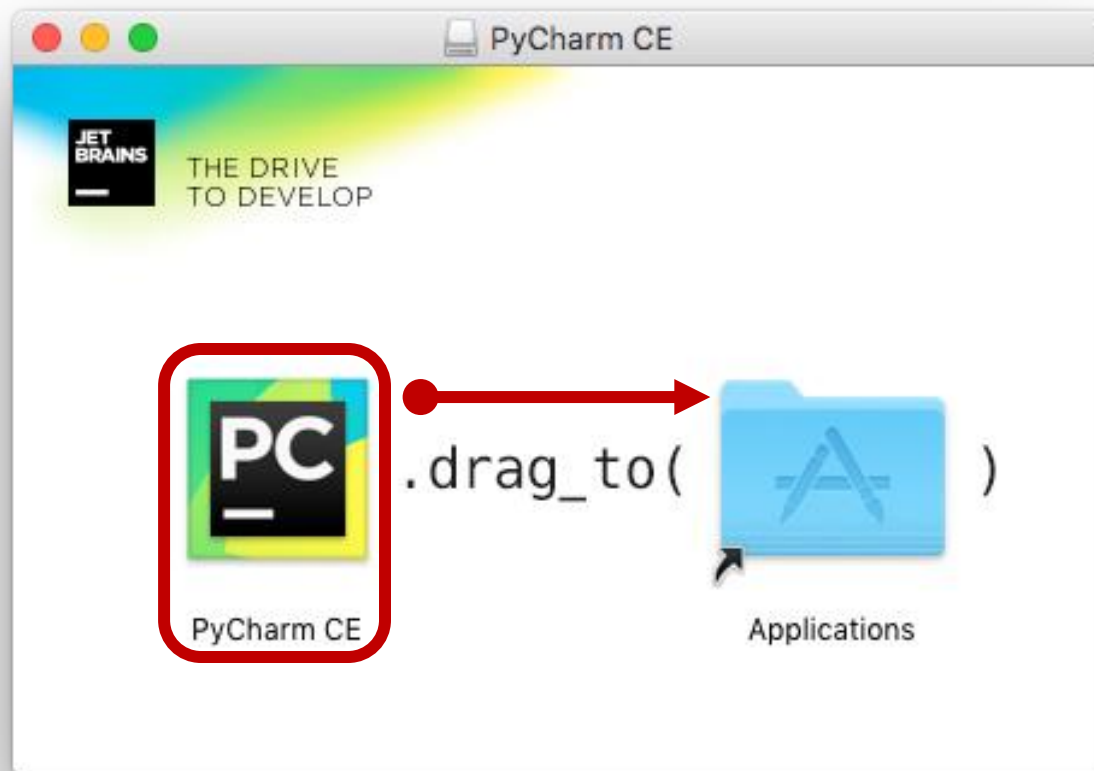 PyCharm CE
JET
BRAINS
THE DRIVE
TO DEVELOP
PC
.drag_to( )
PyCharm CE
Applications